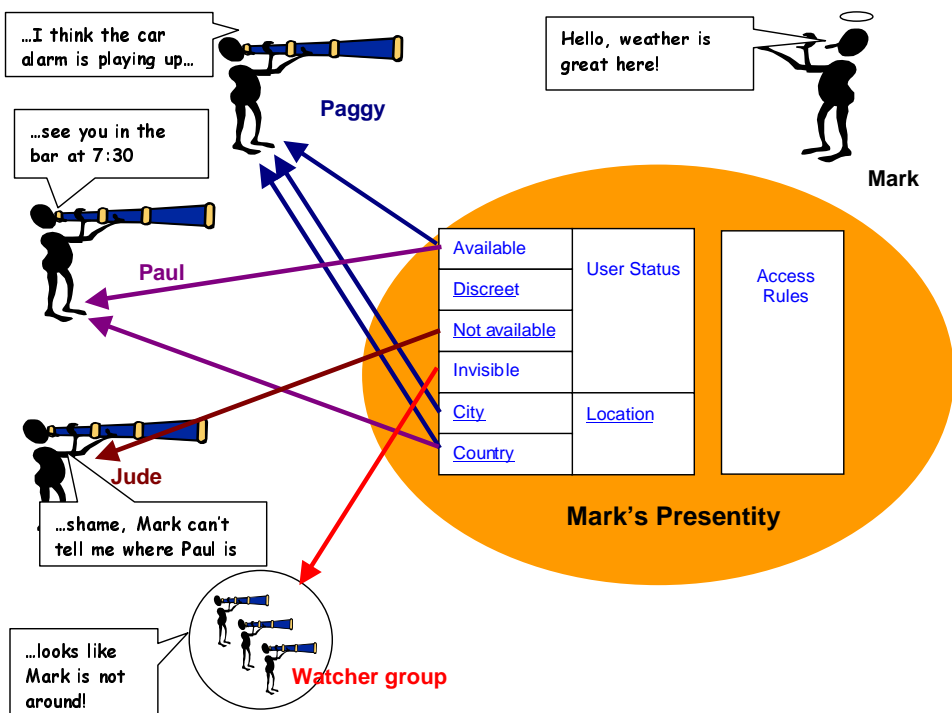 …I think the car
alarm is playing up…
Hello, weather is
great here!
Paggy
…see you in the
bar at 7:30
Mark
Paul
Available
Discreet
Not available
Invisible
City
Country
User Status
Location
Access
Rules
Mark's Presentity
Jude
…shame, Mark can't
tell me where Paul is
…looks like
Mark is not
around!
Watcher group